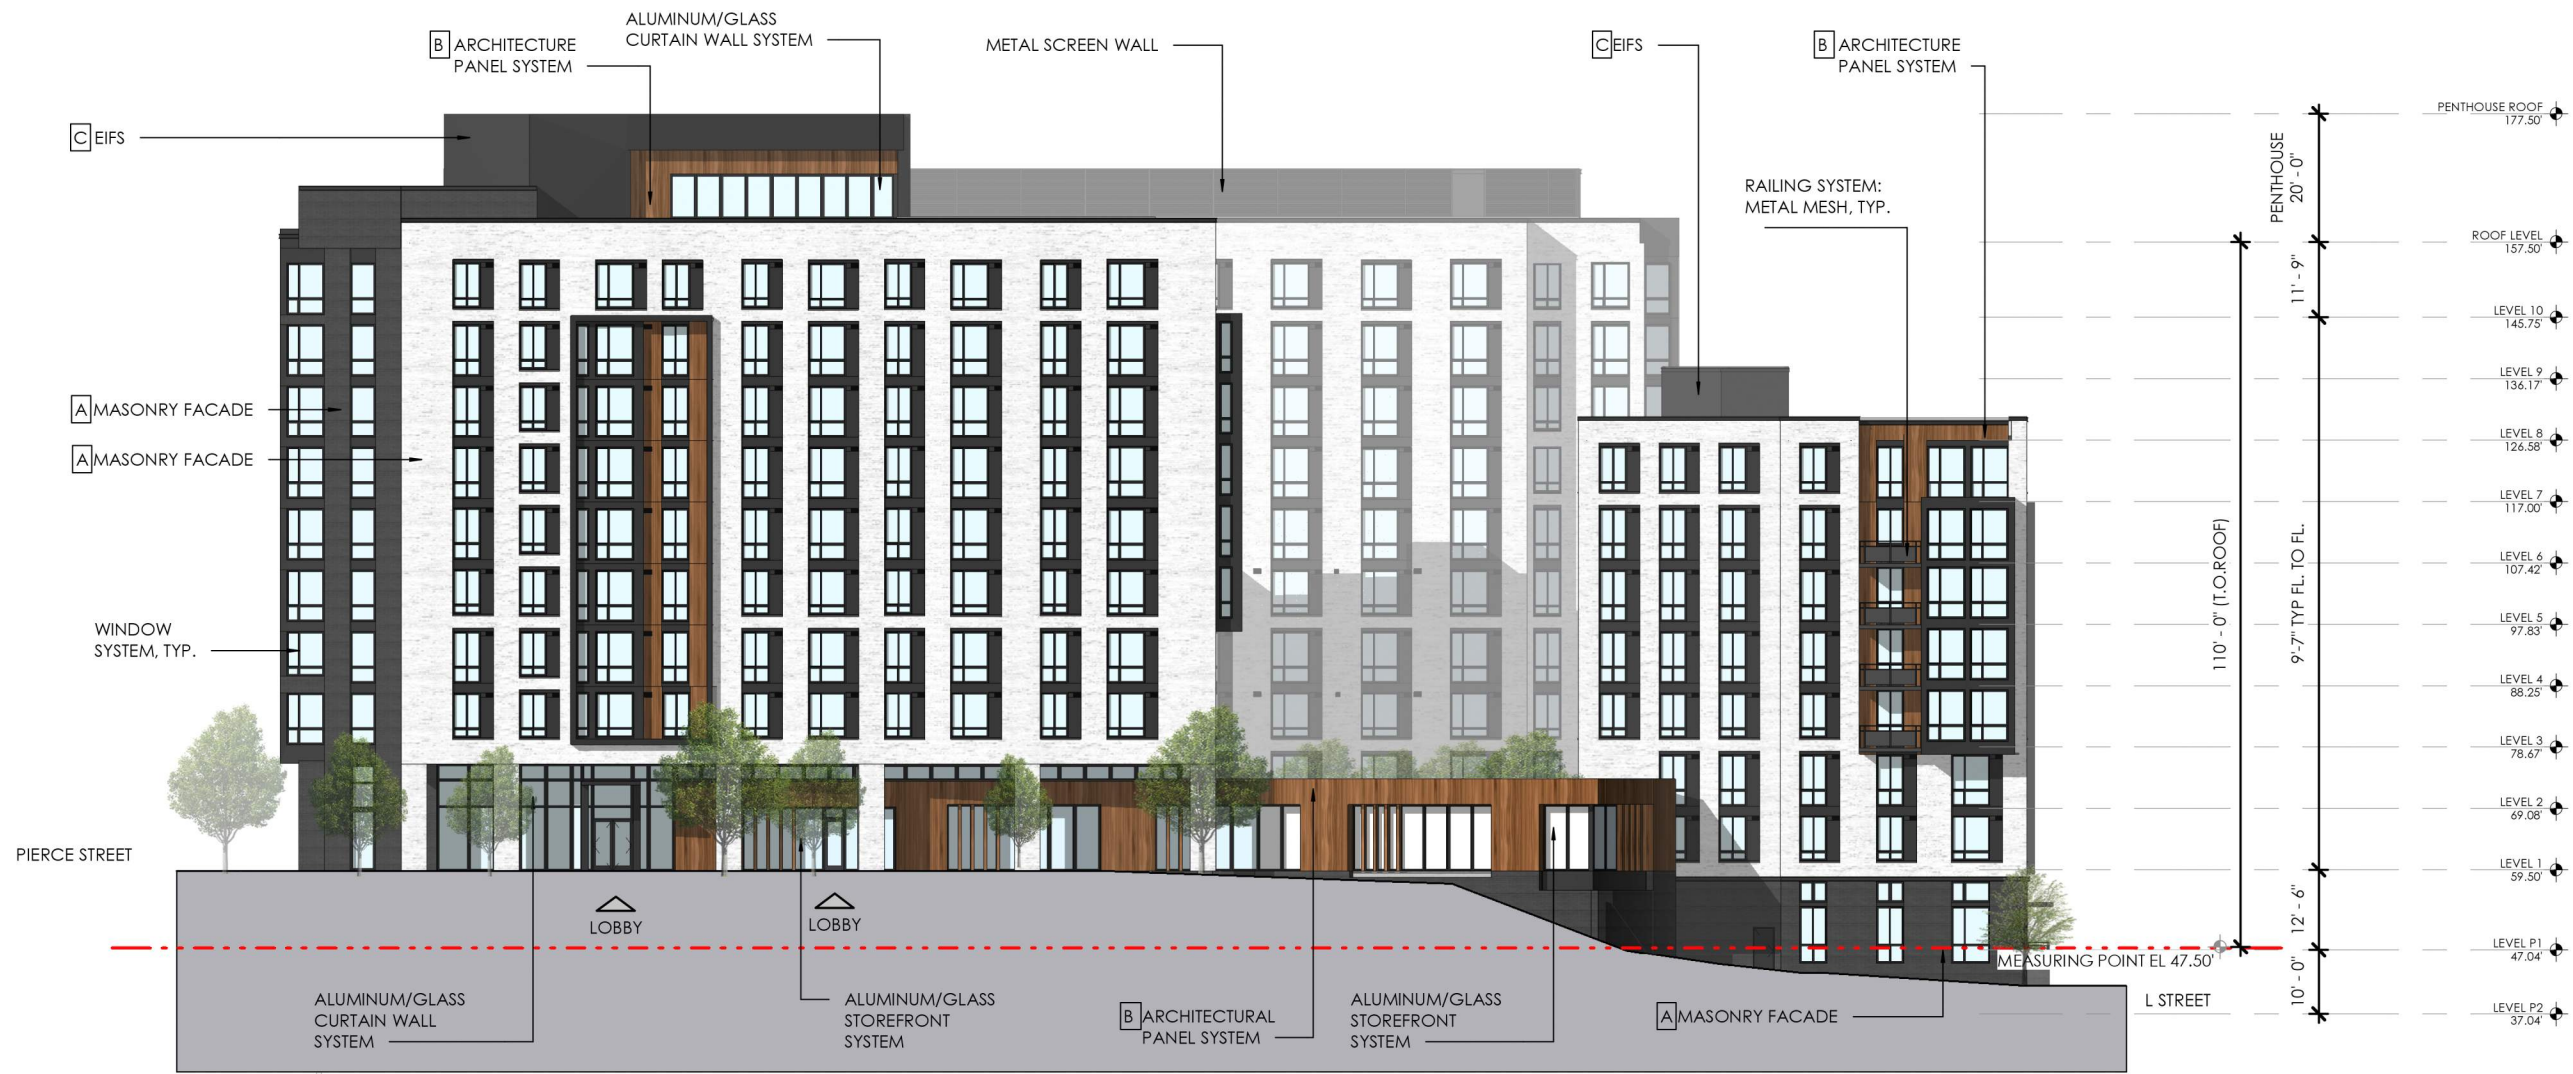 ALUMINUM/GLASS
CURTAIN WALL SYSTEM
B ARCHITECTURE
PANEL SYSTEM
METAL SCREEN WALL
C EIFS
B ARCHITECTURE
PANEL SYSTEM
C EIFS
RAILING SYSTEM:
METAL MESH, TYP.
A MASONRY FACADE
A MASONRY FACADE
WINDOW
SYSTEM, TYP.
PIERCE STREET
LOBBY
LOBBY
ALUMINUM/GLASS
CURTAIN WALL
SYSTEM
ALUMINUM/GLASS
STOREFRONT
SYSTEM
B ARCHITECTURAL
PANEL SYSTEM
ALUMINUM/GLASS
STOREFRONT
SYSTEM
A MASONRY FACADE
MEASURING POINT EL 47.50'
L STREET
110' - 0" (T.O.ROOF)
PENTHOUSE
20' - 0"
11' - 9"
9'-7" TYP FL. TO FL.
12' - 6"
10' - 0"
PENTHOUSE ROOF
177.50'
ROOF LEVEL
157.50'
LEVEL 10
145.75'
LEVEL 9
136.17'
LEVEL 8
126.58'
LEVEL 7
117.00'
LEVEL 6
107.42'
LEVEL 5
97.83'
LEVEL 4
88.25'
LEVEL 3
78.67'
LEVEL 2
69.08'
LEVEL 1
59.50'
LEVEL P1
47.04'
LEVEL P2
37.04'